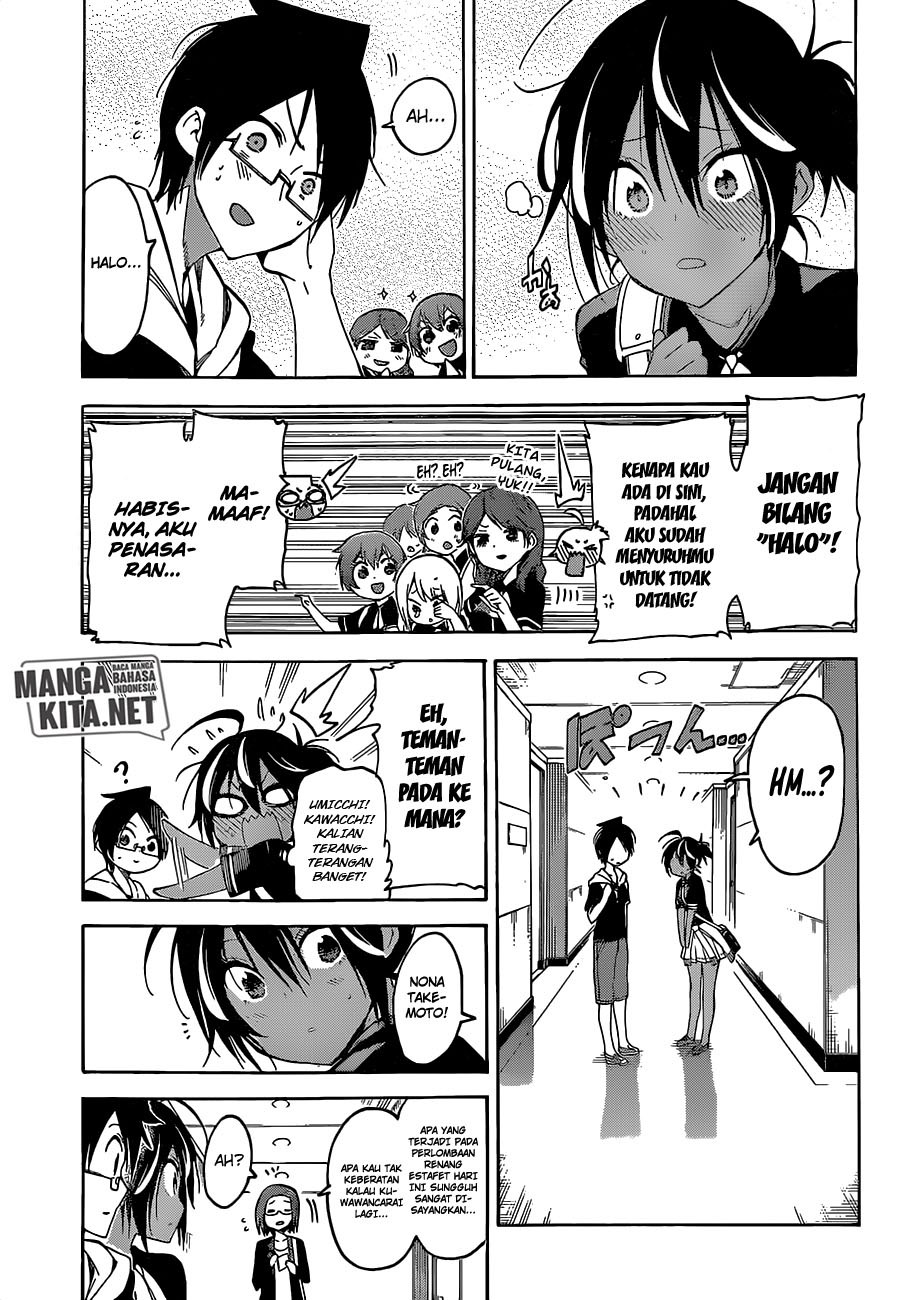 AH...
HALO...
JANGAN
BILANG
"HALO"!
KENAPA KAU
ADA DI SINI,
PADAHAL
AKU SUDAH
MENYURUHMU
UNTUK TIDAK
DATANG!
KITA
PULANG,
YUK!!
EH? EH?
MA-
MAAF!
HABIS-
NYA, AKU
PENASA-
RAN...
MANGA
KITA.NET
BACA MANGA
BAHASA
INDONESIA
HM...?
ぽつん...
EH,
TEMAN-
TEMAN
PADA KE
MANA?
UMICCHI!
KAWACCHI!
KALIAN
TERANG-
TERANGAN
BANGET!
?
NONA
TAKE-
MOTO!
APA YANG
TERJADI PADA
PERLOMBAAN
RENANG
ESTAFET HARI
INI SUNGGUH
SANGAT DI-
SAYANGKAN...
APA KAU TAK
KEBERATAN
KALAU KU-
WAWANCARAI
LAGI...
AH?